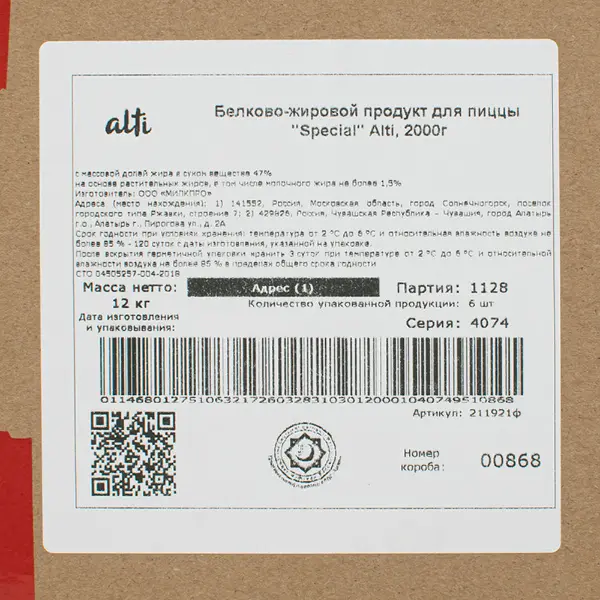 alti
Белково-жировой продукт для пиццы
"Special" Alti, 2000г
с массовой долей жира в сухом веществе 47%
на основе растительных жиров, в том числе молочного жира не более 1,5%
Изготовитель: ООО «МИЛКПРО»
Адреса (место нахождения): 1) 141552, Россия, Московская область, город Солнечногорск, поселок
городского типа Ржавки, строение 7; 2) 429826, Россия, Чувашская Республика - Чувашия, город Алатырь
г.о., Алатырь г., Пирогова ул., д. 2А
Срок годности при условиях хранения: температура от 2 °С до 6 °С и относительная влажность воздуха не
более 85 % - 120 суток с даты изготовления, указанной на упаковке.
После вскрытия герметичной упаковки хранить 3 суток при температуре от 2 °С до 6 °С и относительной
влажности воздуха не более 85 % в пределах общего срока годности
СТО 04505257-004-2018
Масса нетто: Адрес (1) Партия: 1128
12 кг Количество упакованной продукции: 6 шт
Дата изготовления
и упаковывания: Серия: 4074
01146801275106321726032831030120001040749510868
Артикул: 211921ф
Номер
короба: 00868